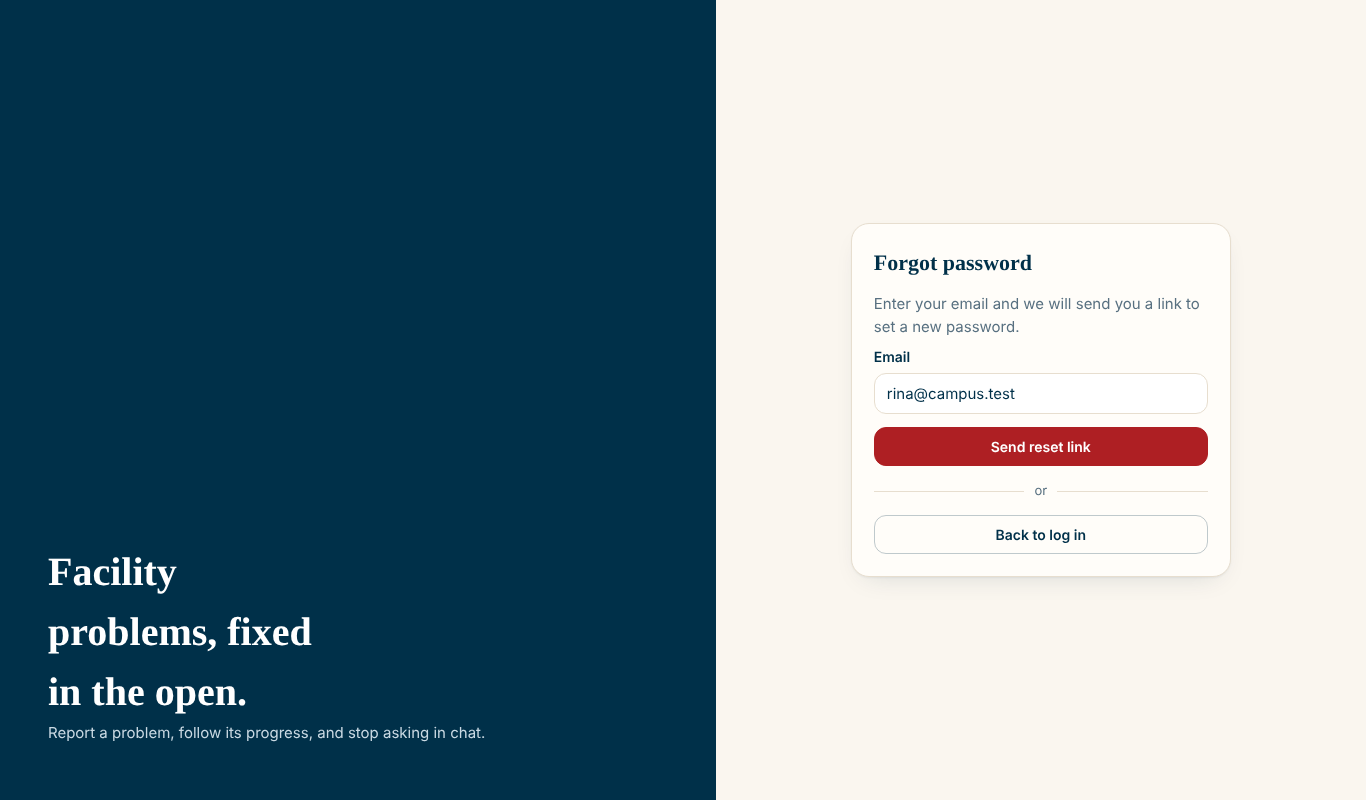 Facility
problems, fixed
in the open.
Report a problem, follow its progress, and stop asking in chat.
Forgot password
Enter your email and we will send you a link to
set a new password.
Email
rina@campus.test
Send reset link
or
Back to log in